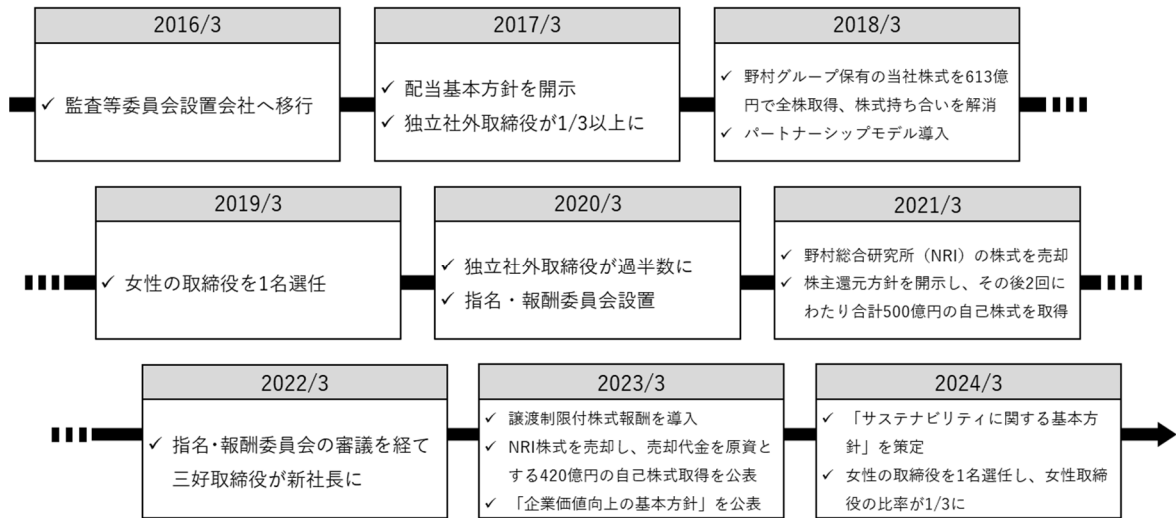 2016/3
✓ 監査等委員会設置会社へ移行
2017/3
✓ 配当基本方針を開示
✓ 独立社外取締役が1/3以上に
2018/3
✓ 野村グループ保有の当社株式を613億
円で全株取得、株式持ち合いを解消
✓ パートナーシップモデル導入
2019/3
✓ 女性の取締役を1名選任
2020/3
✓ 独立社外取締役が過半数に
✓ 指名・報酬委員会設置
2021/3
✓ 野村総合研究所（NRI）の株式を売却
✓ 株主還元方針を開示し、その後2回に
わたり合計500億円の自己株式を取得
2022/3
✓ 指名・報酬委員会の審議を経て
三好取締役が新社長に
2023/3
✓ 譲渡制限付株式報酬を導入
✓ NRI株式を売却し、売却代金を原資と
する420億円の自己株式取得を公表
✓ 「企業価値向上の基本方針」を公表
2024/3
✓ 「サステナビリティに関する基本方
針」を策定
✓ 女性の取締役を1名選任し、女性取締
役の比率が1/3に